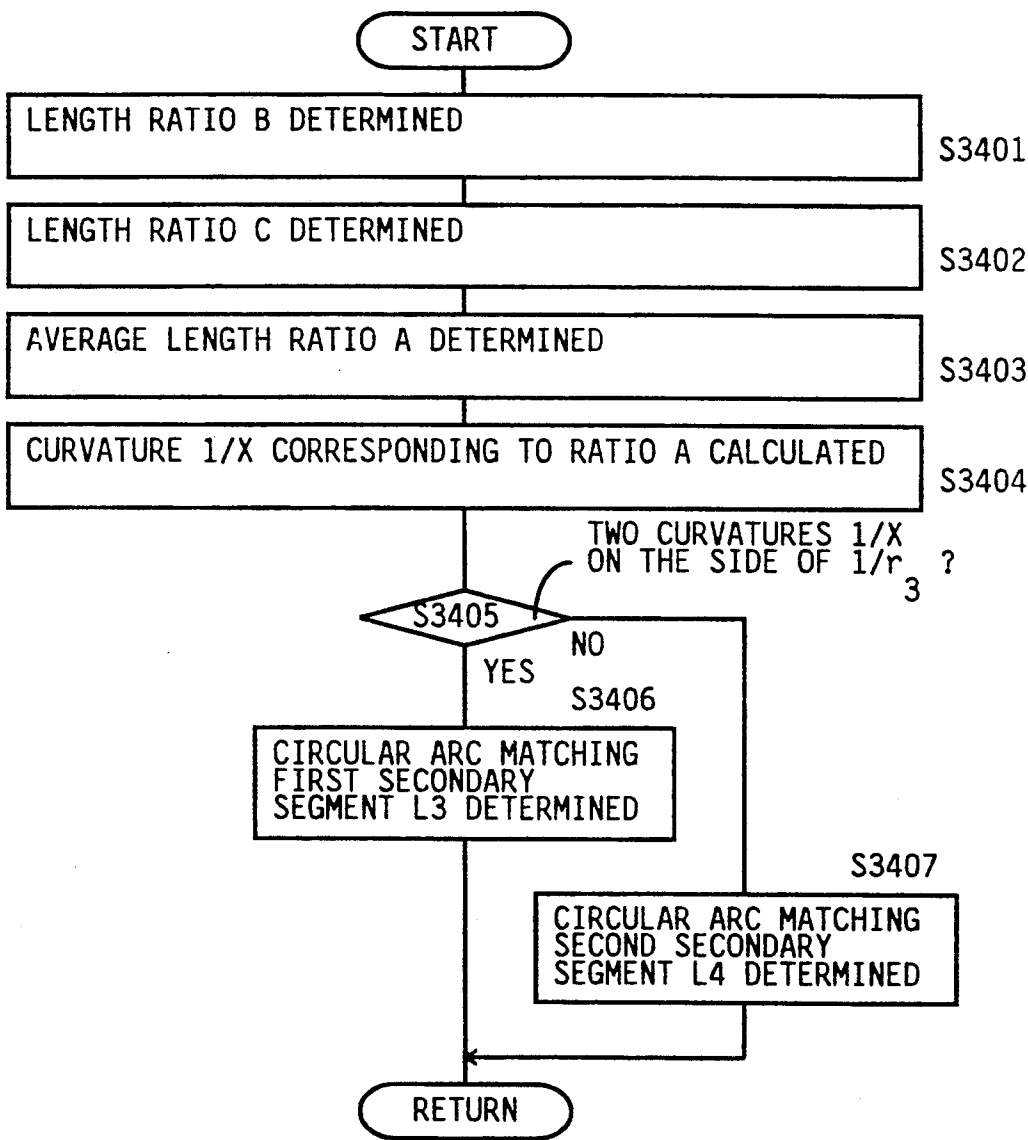 START
LENGTH RATIO B DETERMINED
S3401
LENGTH RATIO C DETERMINED
S3402
AVERAGE LENGTH RATIO A DETERMINED
S3403
CURVATURE 1/X CORRESPONDING TO RATIO A CALCULATED
S3404
TWO CURVATURES 1/X
ON THE SIDE OF 1/r3 ?
S3405
NO
YES
S3406
CIRCULAR ARC MATCHING
FIRST SECONDARY
SEGMENT L3 DETERMINED
S3407
CIRCULAR ARC MATCHING
SECOND SECONDARY
SEGMENT L4 DETERMINED
RETURN